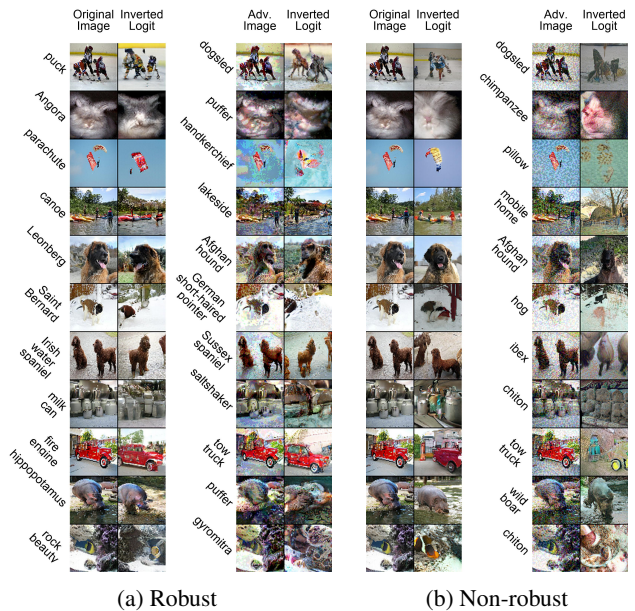 Original Image
Inverted Logit
Adv. Image
Inverted Logit
Original Image
Inverted Logit
Adv. Image
Inverted Logit
puck
dogsled
dogsled
Angora
puffer
chimpanzee
parachute
handkerchief
pillow
canoe
lakeside
mobile home
Leonberg
Afghan hound
Afghan hound
Saint Bernard
German short-haired pointer
hog
Irish water spaniel
Sussex spaniel
ibex
milk can
saltshaker
chiton
fire engine
tow truck
tow truck
hippopotamus
puffer
wild boar
rock beauty
gyromitra
chiton
(a) Robust
(b) Non-robust